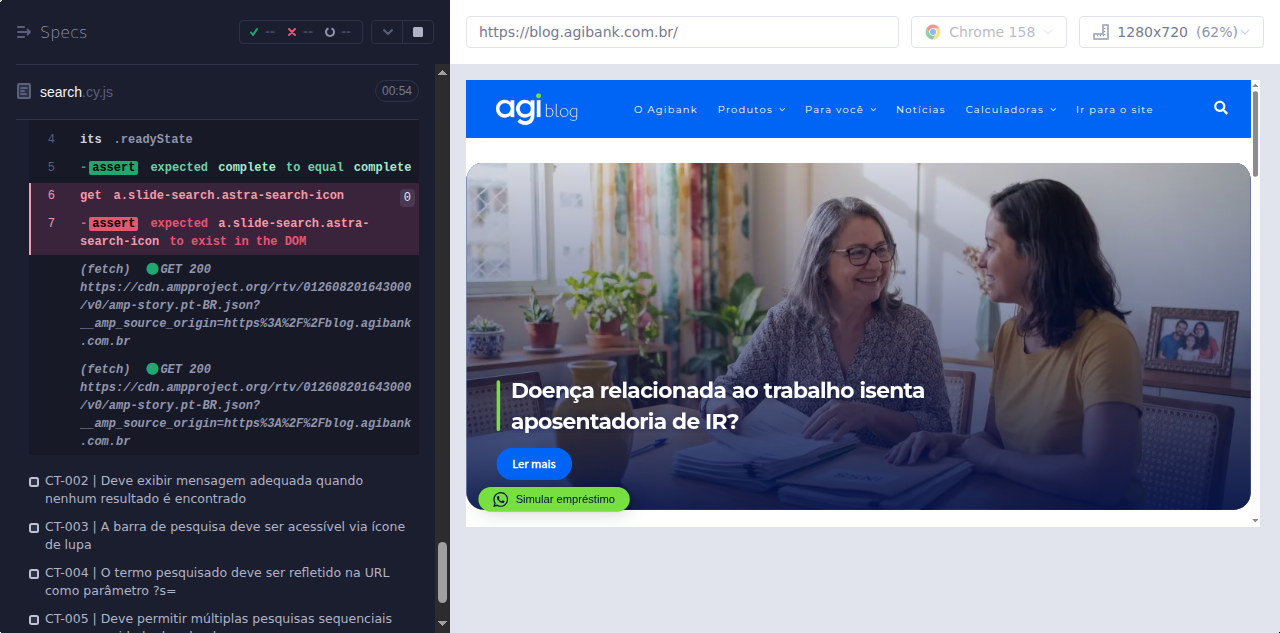 Specs
-- -- --
https://blog.agibank.com.br/
Chrome 158
1280x720 (62%)
search.cy.js
00:54
4 its .readyState
5 -assert expected complete to equal complete
6 get a.slide-search.astra-search-icon 0
7 -assert expected a.slide-search.astra-
search-icon to exist in the DOM
(fetch) GET 200
https://cdn.ampproject.org/rtv/012608201643000
/v0/amp-story.pt-BR.json?
__amp_source_origin=https%3A%2F%2Fblog.agibank
.com.br
(fetch) GET 200
https://cdn.ampproject.org/rtv/012608201643000
/v0/amp-story.pt-BR.json?
__amp_source_origin=https%3A%2F%2Fblog.agibank
.com.br
CT-002 | Deve exibir mensagem adequada quando
nenhum resultado é encontrado
CT-003 | A barra de pesquisa deve ser acessível via ícone
de lupa
CT-004 | O termo pesquisado deve ser refletido na URL
como parâmetro ?s=
CT-005 | Deve permitir múltiplas pesquisas sequenciais
agi blog
O Agibank Produtos Para você Notícias Calculadoras Ir para o site
Doença relacionada ao trabalho isenta
aposentadoria de IR?
Ler mais
Simular empréstimo